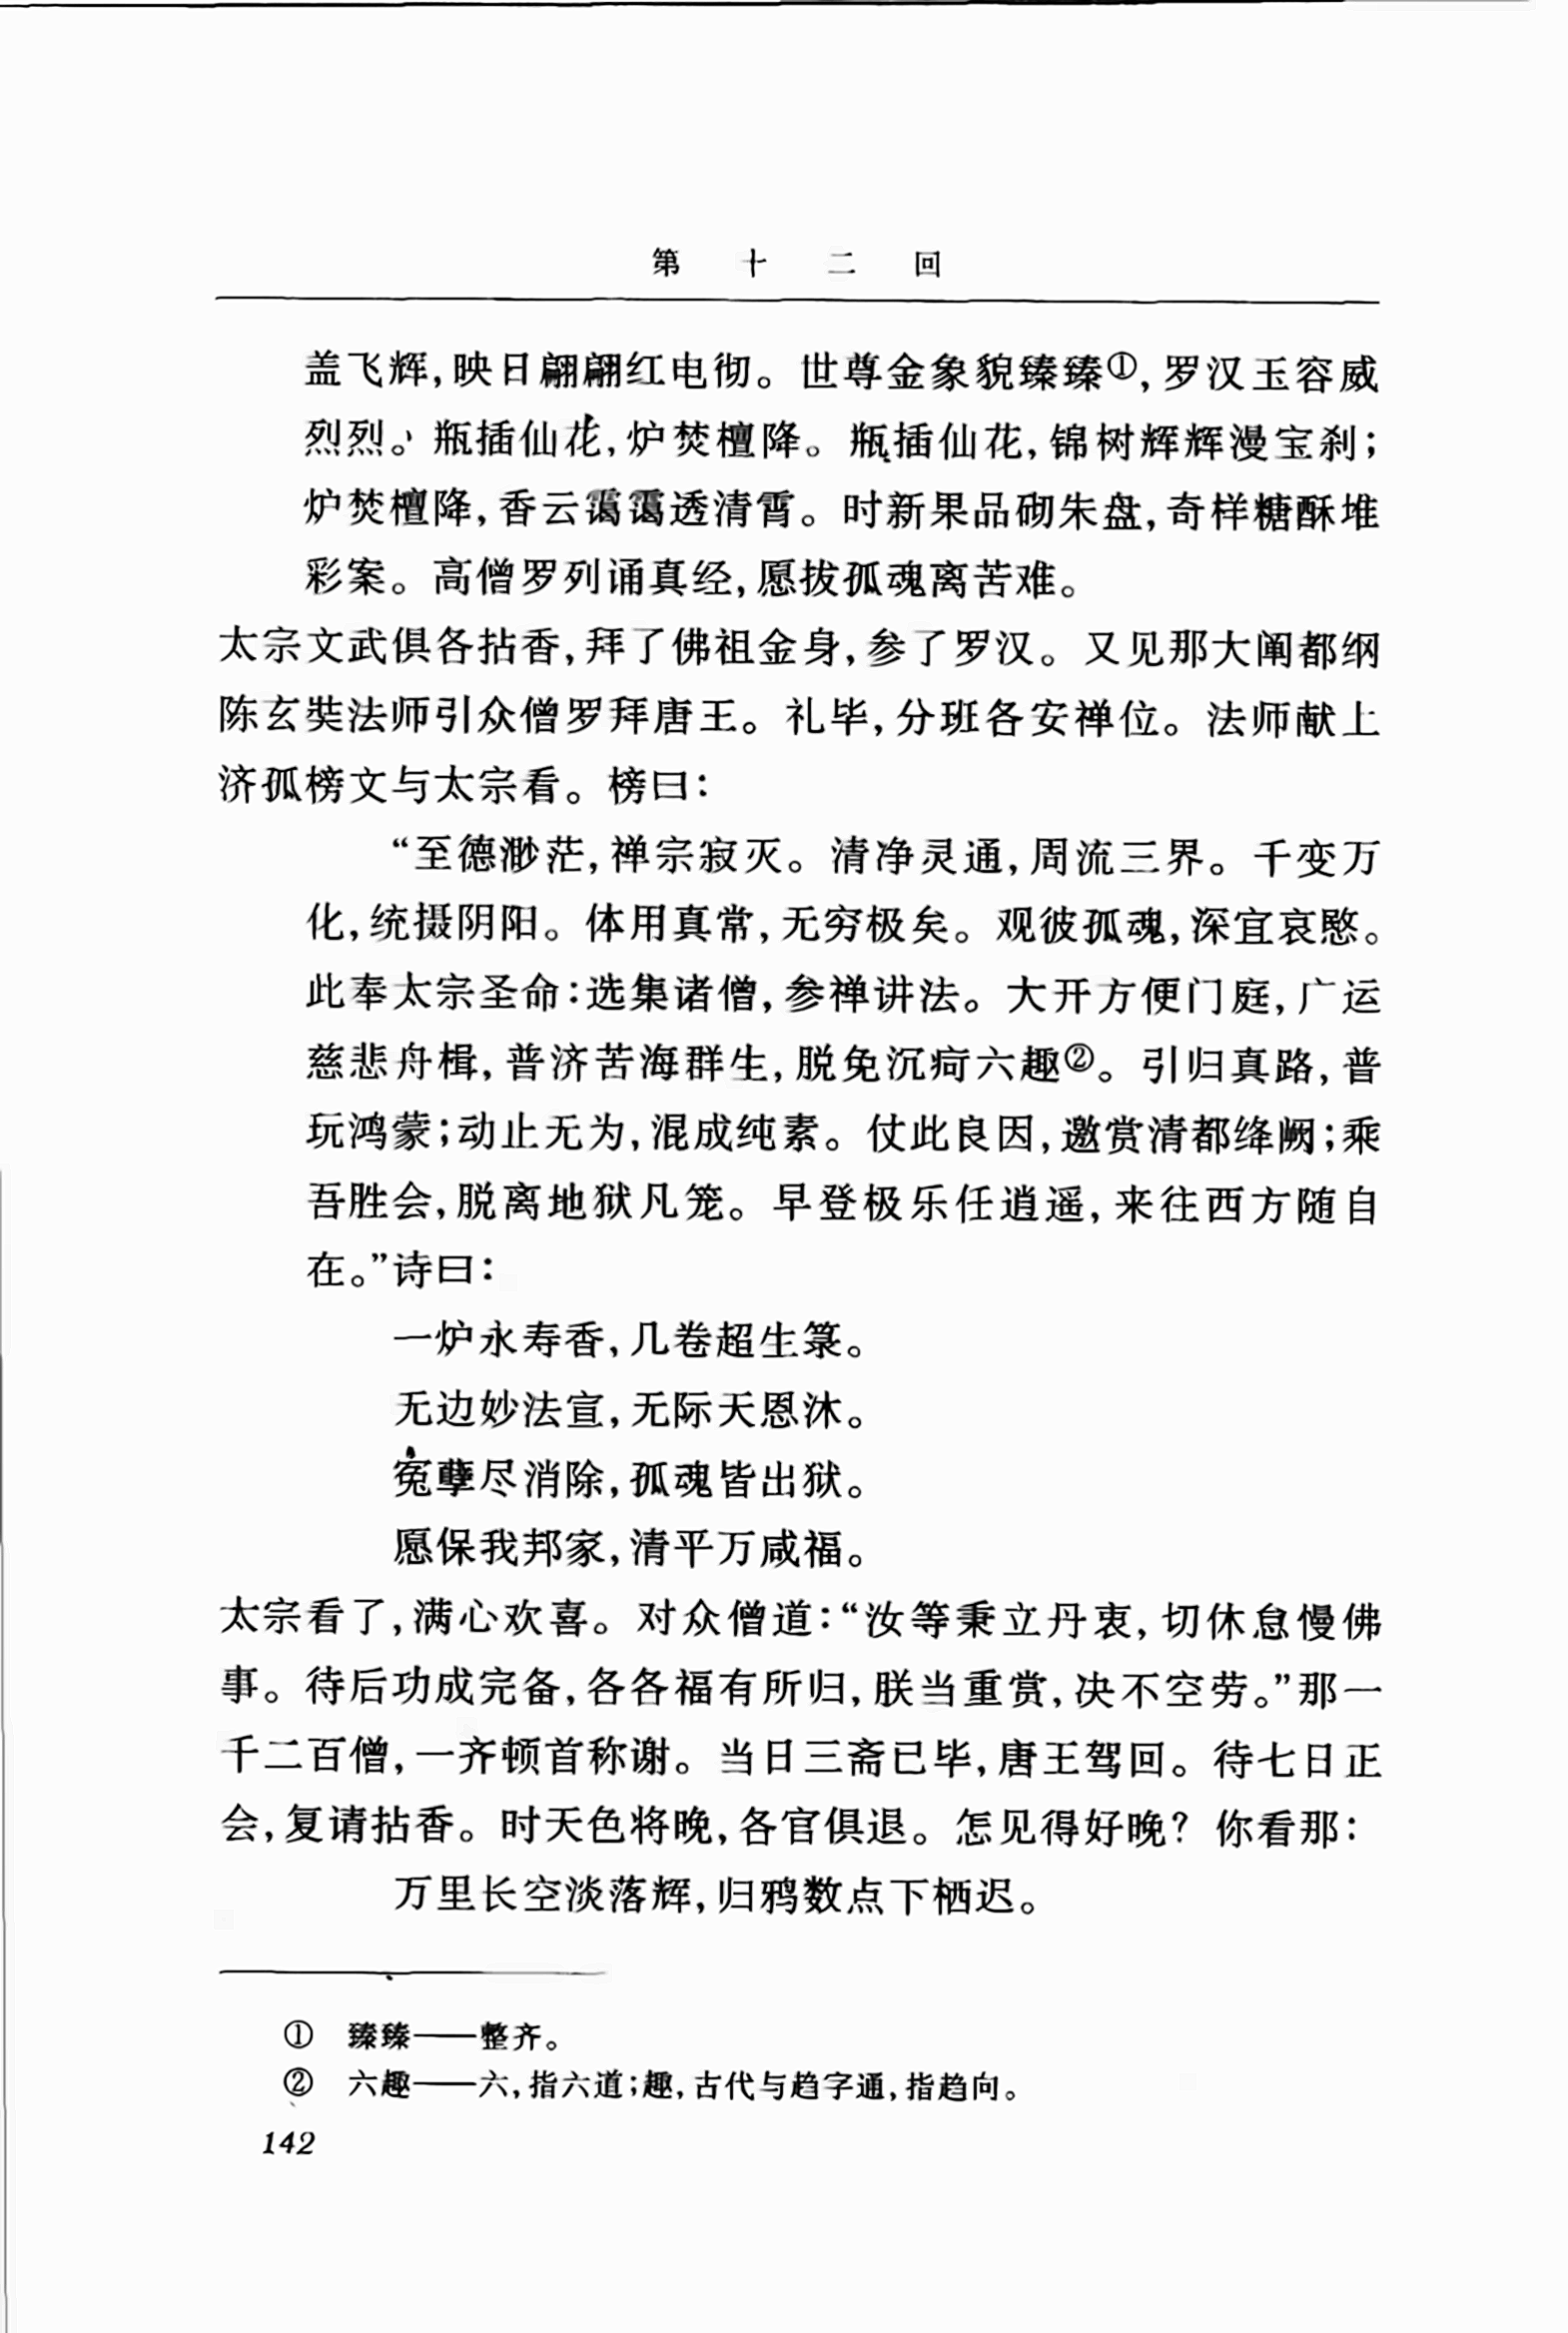 第十二回
盖飞辉,映日翩翩红电彻。世尊金象貌臻臻①,罗汉玉容威
烈烈。瓶插仙花,炉焚檀降。瓶插仙花,锦树辉辉漫宝刹;
炉焚檀降,香云霭霭透清霄。时新果品砌朱盘,奇样糖酥堆
彩案。高僧罗列诵真经,愿拔孤魂离苦难。
太宗文武俱各拈香,拜了佛祖金身,参了罗汉。又见那大阐都纲
陈玄奘法师引众僧罗拜唐王。礼毕,分班各安禅位。法师献上
济孤榜文与太宗看。榜曰:
“至德渺茫,禅宗寂灭。清净灵通,周流三界。千变万
化,统摄阴阳。体用真常,无穷极矣。观彼孤魂,深宜哀愍。
此奉太宗圣命:选集诸僧,参禅讲法。大开方便门庭,广运
慈悲舟楫,普济苦海群生,脱免沉疴六趣②。引归真路,普
玩鸿蒙;动止无为,混成纯素。仗此良因,邀赏清都绛阙;乘
吾胜会,脱离地狱凡笼。早登极乐任逍遥,来往西方随自
在。”诗曰:
一炉永寿香,几卷超生箓。
无边妙法宣,无际天恩沐。
冤孽尽消除,孤魂皆出狱。
愿保我邦家,清平万咸福。
太宗看了,满心欢喜。对众僧道:“汝等秉立丹衷,切休怠慢佛
事。待后功成完备,各各福有所归,朕当重赏,决不空劳。”那一
千二百僧,一齐顿首称谢。当日三斋已毕,唐王驾回。待七日正
会,复请拈香。时天色将晚,各官俱退。怎见得好晚? 你看那:
万里长空淡落辉,归鸦数点下栖迟。
① 臻臻——整齐。
② 六趣——六,指六道;趣,古代与趋字通,指趋向。
142